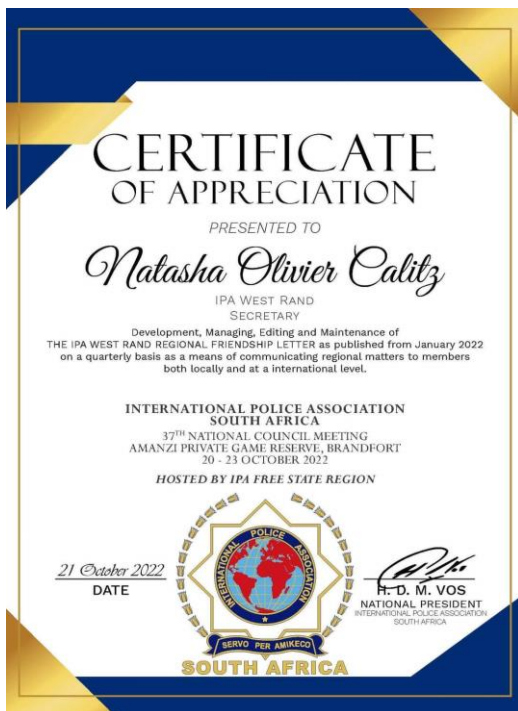 CERTIFICATE
OF APPRECIATION
PRESENTED TO
Natasha Olivier Calitz
IPA WEST RAND
SECRETARY
Development, Managing, Editing and Maintenance of
THE IPA WEST RAND REGIONAL FRIENDSHIP LETTER as published from January 2022
on a quarterly basis as a means of communicating regional matters to members
both locally and at a international level.
INTERNATIONAL POLICE ASSOCIATION
SOUTH AFRICA
37TH NATIONAL COUNCIL MEETING
AMANZI PRIVATE GAME RESERVE, BRANDFORT
20 - 23 OCTOBER 2022
HOSTED BY IPA FREE STATE REGION
21 October 2022
DATE
INTERNATIONAL POLICE ASSOCIATION
SERVO PER AMIKECO
SOUTH AFRICA
H. D. M. VOS
NATIONAL PRESIDENT
INTERNATIONAL POLICE ASSOCIATION
SOUTH AFRICA